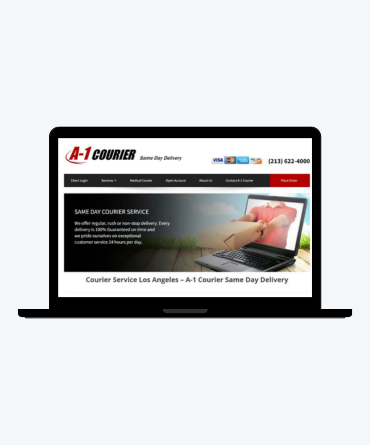 A-1 COURIER Same Day Delivery
VISA
(213) 622-4000
Client Login Services Medical Courier Open Account About Us Contact A-1 Courier Place Order
SAME DAY COURIER SERVICE
We offer regular, rush or non-stop delivery. Every
delivery is 100% Guaranteed on time and
we pride ourselves on exceptional
customer service 24 hours per day.
Courier Service Los Angeles – A-1 Courier Same Day Delivery